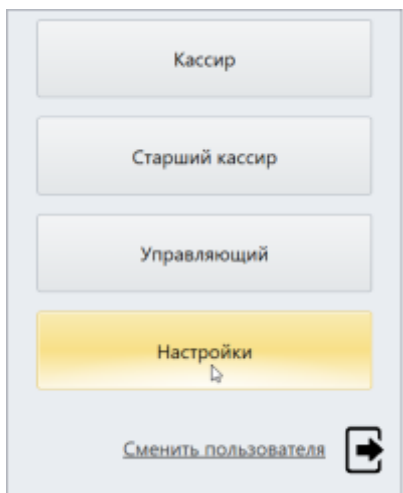 Кассир
Старший кассир
Управляющий
Настройки
Сменить пользователя